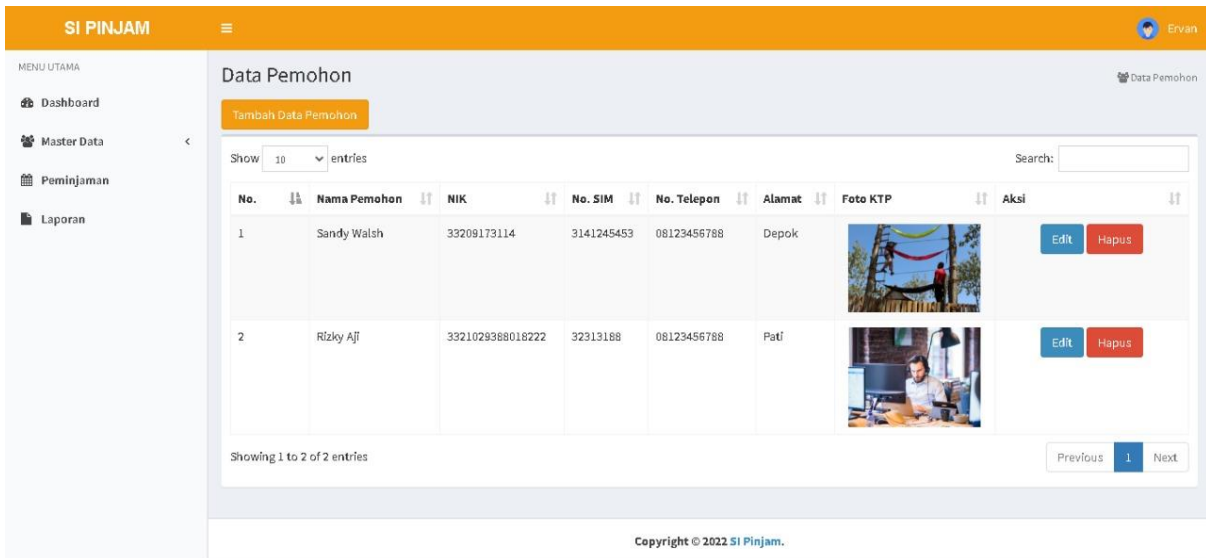 SI PINJAM
Ervan
MENU UTAMA
Dashboard
Master Data
Peminjaman
Laporan
Data Pemohon
Data Pemohon
Tambah Data Pemohon
Show 10 entries
Search:
No. Nama Pemohon NIK No. SIM No. Telepon Alamat Foto KTP Aksi
1 Sandy Walsh 33209173114 3141245453 08123456788 Depok Edit Hapus
2 Rizky Aji 3321029388018222 32313188 08123456788 Pati Edit Hapus
Showing 1 to 2 of 2 entries
Previous 1 Next
Copyright © 2022 SI Pinjam.